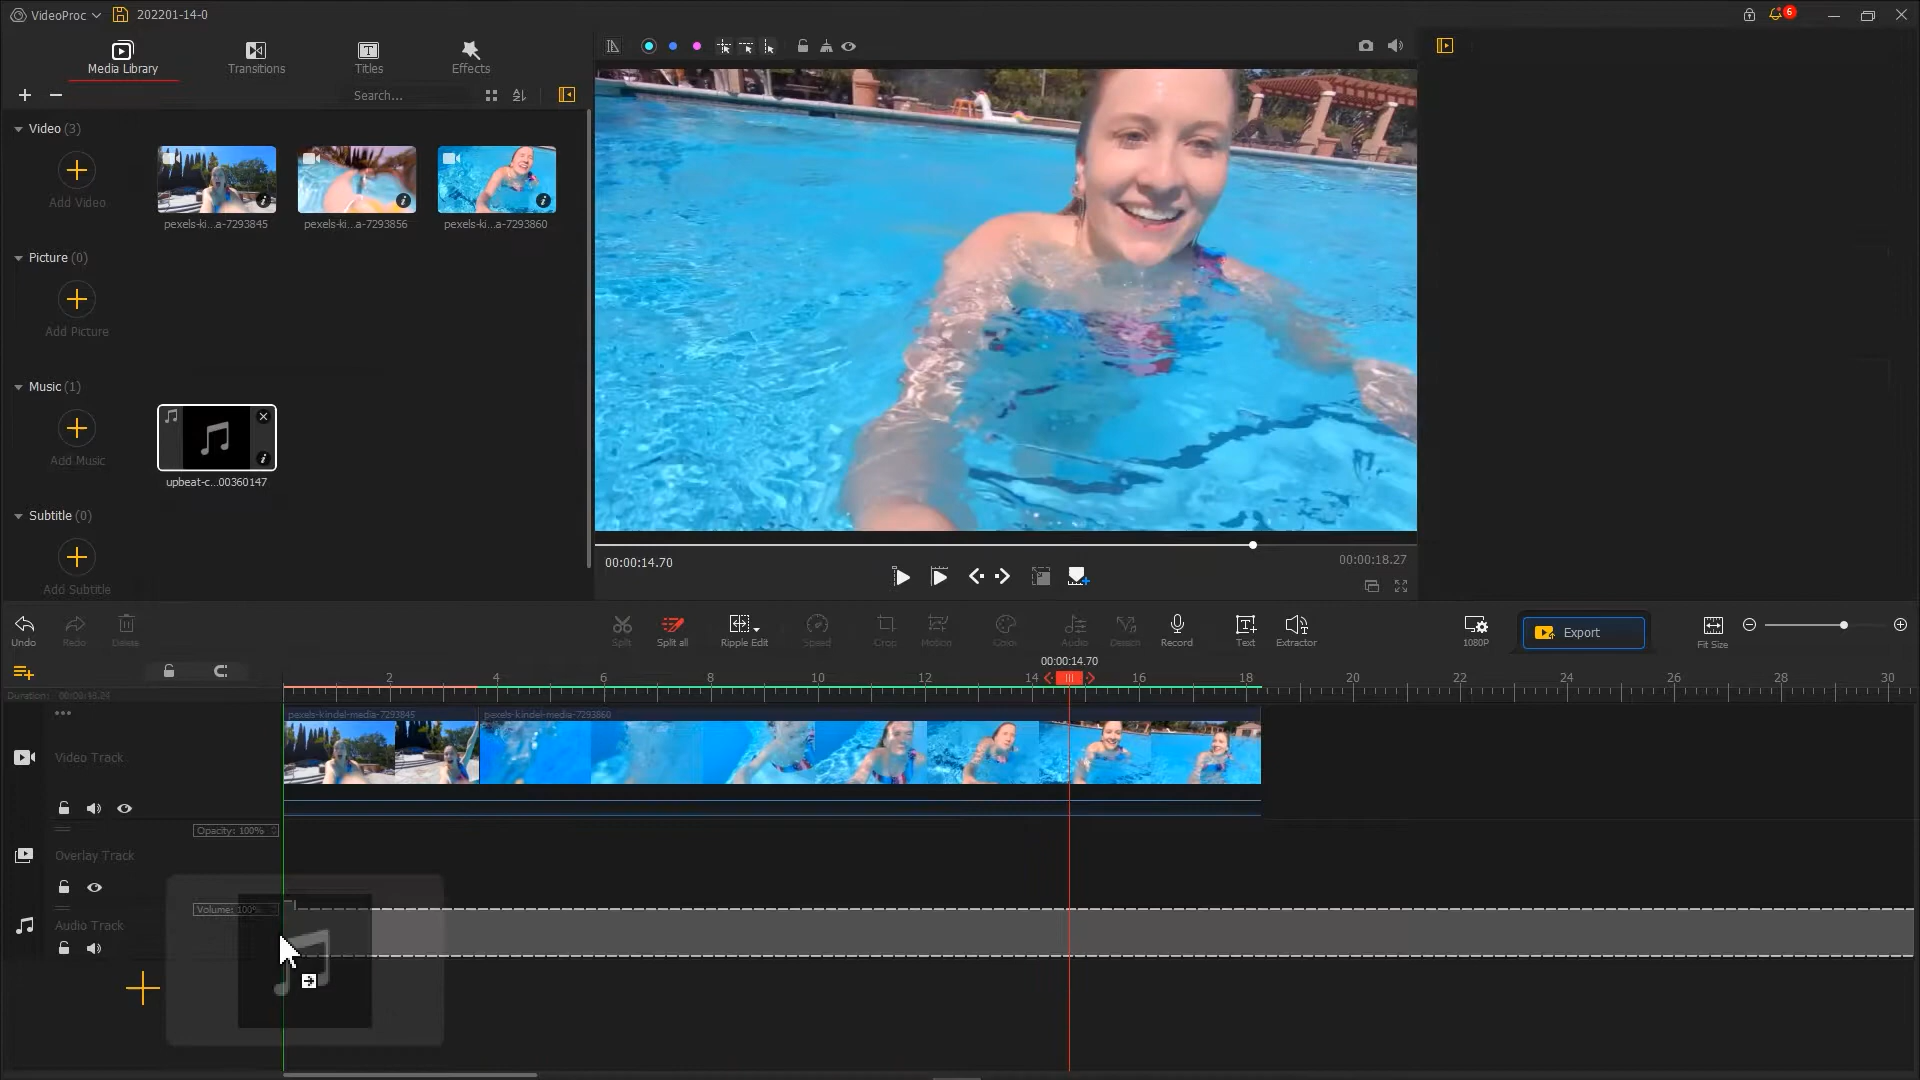 VideoProc
202201-14-0
6
Media Library
Transitions
Titles
Effects
Search...
Video (3)
Add Video
pexels-ki...a-7293845
pexels-ki...a-7293856
pexels-ki...a-7293860
Picture (0)
Add Picture
Music (1)
Add Music
upbeat-c...00360147
Subtitle (0)
Add Subtitle
00:00:14.70
00:00:18.27
Undo
Redo
Delete
Split
Split all
Ripple Edit
Speed
Crop
Motion
Color
Audio
Record
Text
Extractor
1080P
Export
Fit Size
00:00:14.70
2 4 6 8 10 12 14 16 18 20 22 24 26 28 30
Duration:
pexels-kindel-media-7293845
pexels-kindel-media-7293860
Video Track
Opacity: 100%
Overlay Track
Volume: 100%
Audio Track